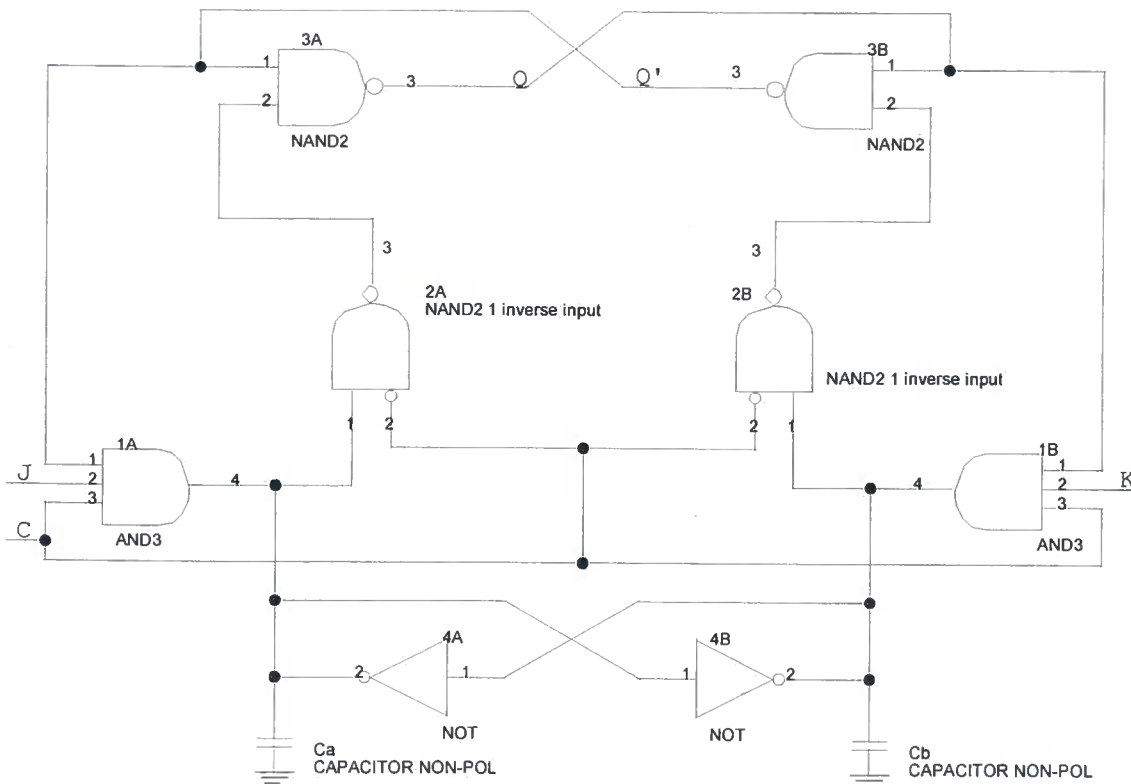 3A
1
2
3
NAND2
Q
Q'
3
3B
1
2
NAND2
3
2A
NAND2 1 inverse input
1
2
3
2B
NAND2 1 inverse input
2
1
1A
J
C
1
2
3
4
AND3
1B
4
1
2
3
K
AND3
4A
2
1
NOT
4B
1
2
NOT
Ca
CAPACITOR NON-POL
Cb
CAPACITOR NON-POL